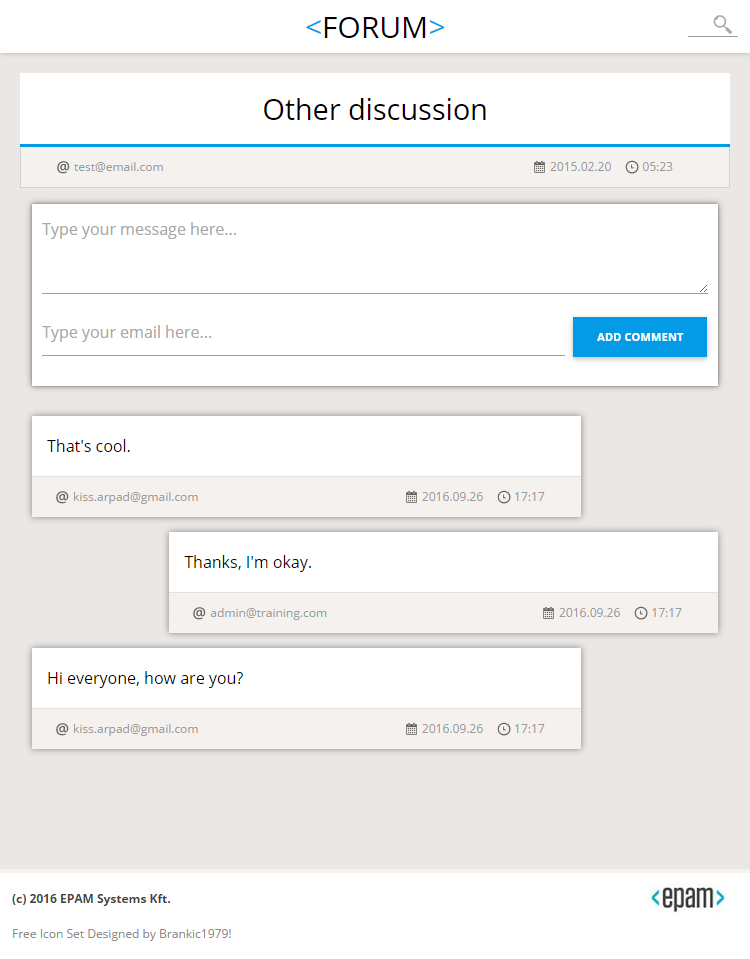 <FORUM>
Other discussion
@ test@email.com 2015.02.20 05:23
Type your message here...
Type your email here...
ADD COMMENT
That's cool.
@ kiss.arpad@gmail.com 2016.09.26 17:17
Thanks, I'm okay.
@ admin@training.com 2016.09.26 17:17
Hi everyone, how are you?
@ kiss.arpad@gmail.com 2016.09.26 17:17
(c) 2016 EPAM Systems Kft.
<epam>
Free Icon Set Designed by Brankic1979!